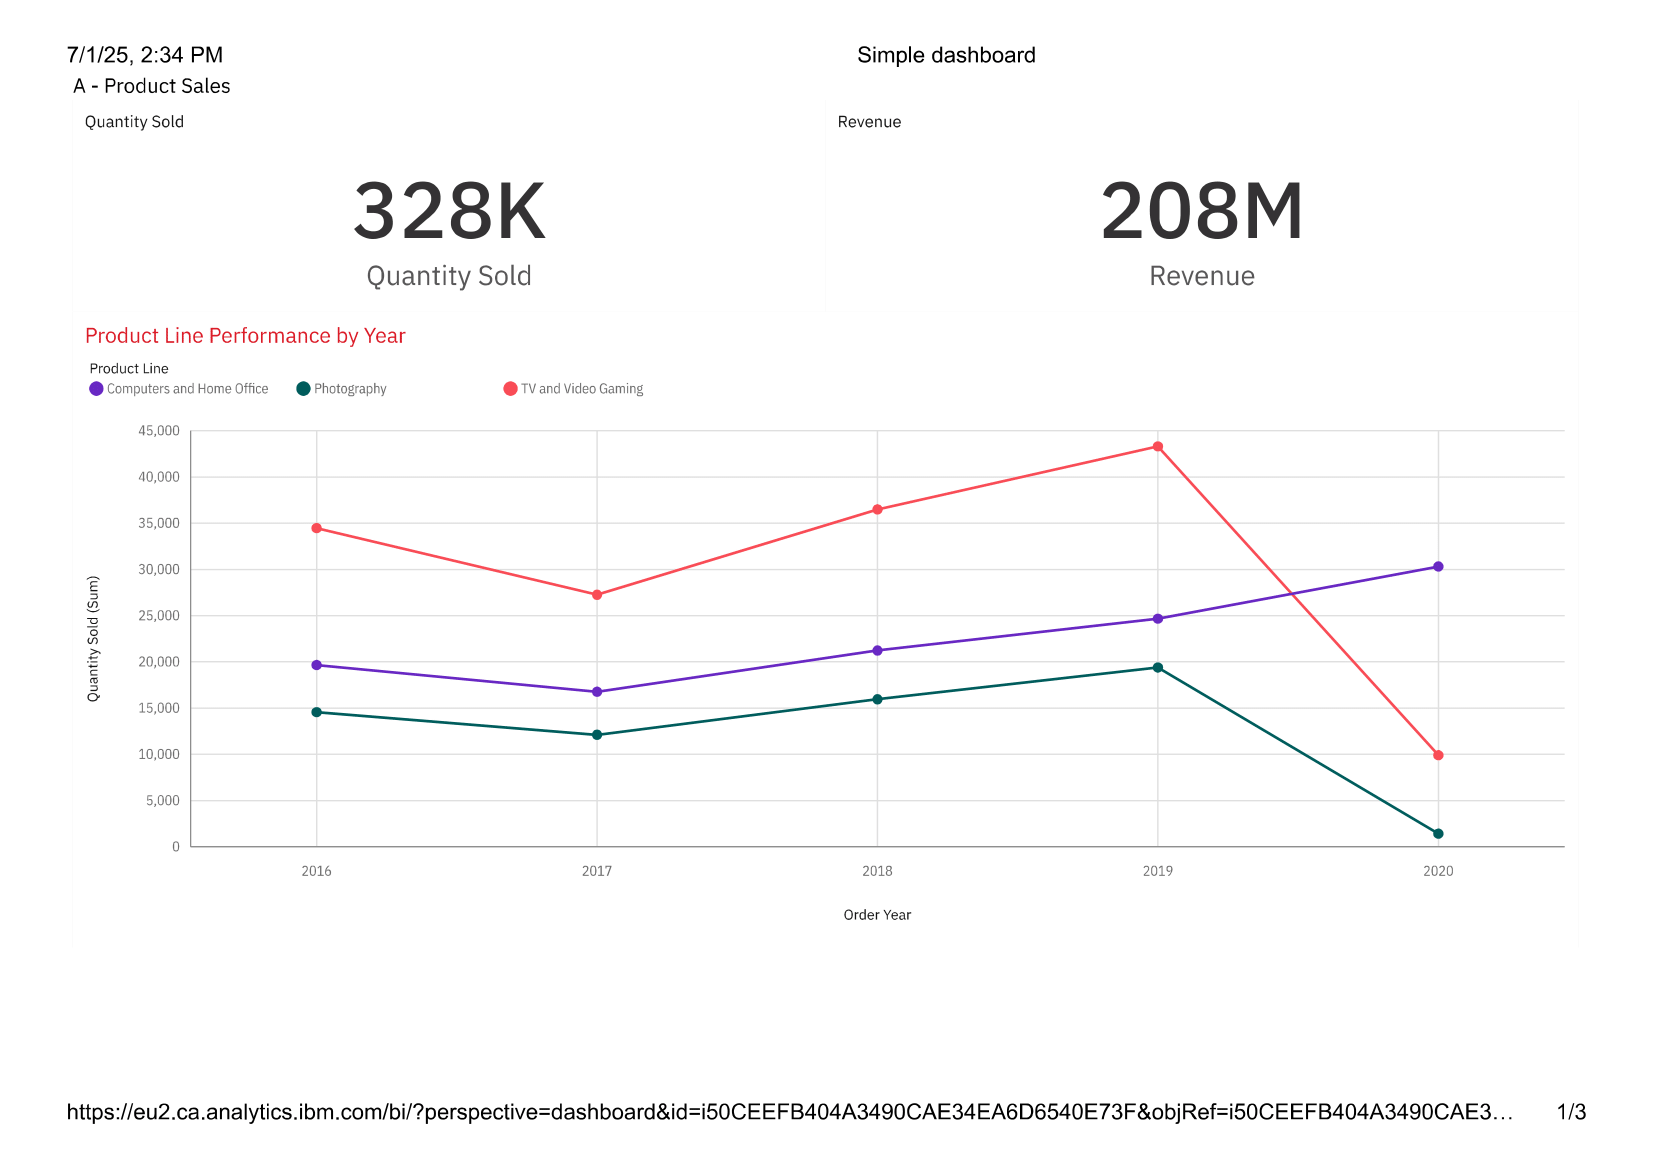 7/1/25, 2:34 PM Simple dashboard
A - Product Sales
Quantity Sold Revenue
328K 208M
Quantity Sold Revenue
Product Line Performance by Year
Product Line
Computers and Home Office Photography TV and Video Gaming
45,000
40,000
35,000
30,000
25,000
20,000
15,000
10,000
5,000
0
Quantity Sold (Sum)
2016 2017 2018 2019 2020
Order Year
https://eu2.ca.analytics.ibm.com/bi/?perspective=dashboard&id=i50CEEFB404A3490CAE34EA6D6540E73F&objRef=i50CEEFB404A3490CAE3… 1/3